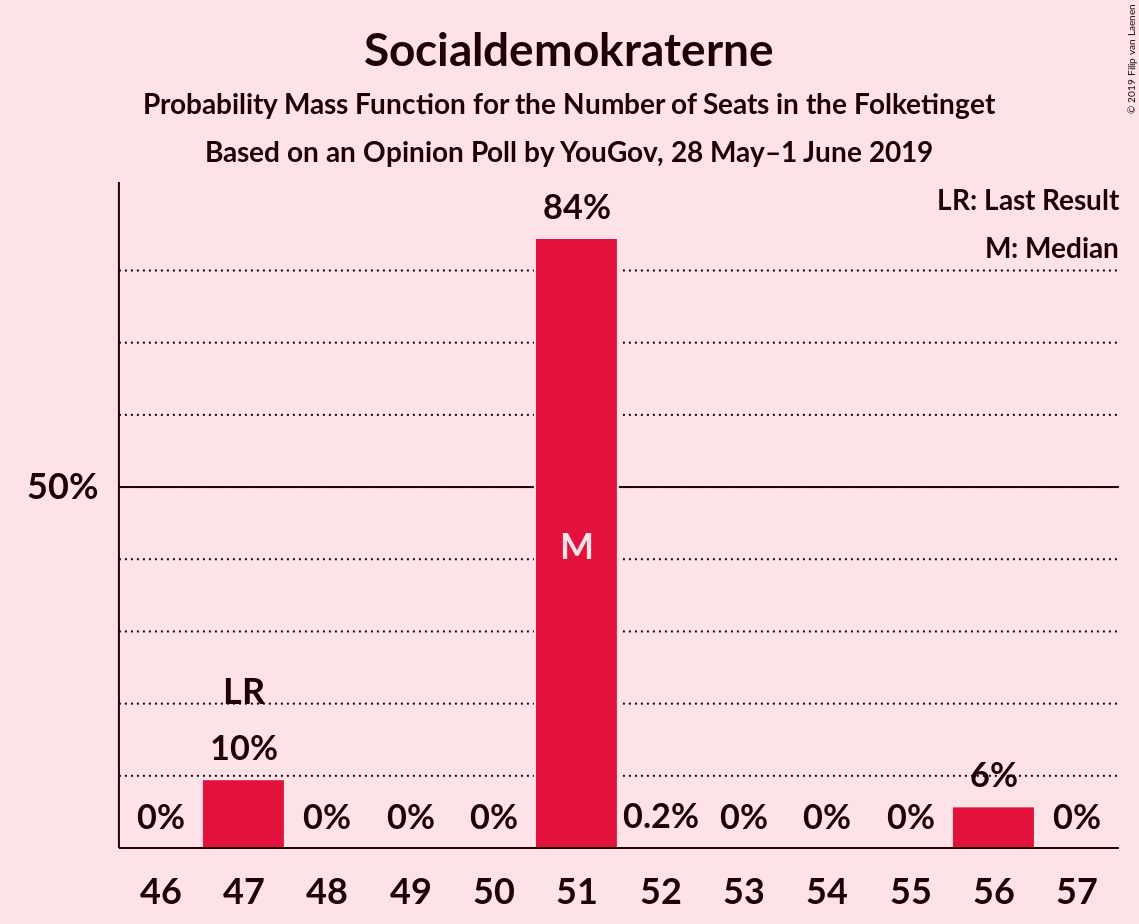 Socialdemokraterne
Probability Mass Function for the Number of Seats in the Folketinget
Based on an Opinion Poll by YouGov, 28 May–1 June 2019
© 2019 Filip van Laenen
LR: Last Result
M: Median
84%
50%
M
LR
10%
6%
0% 0% 0% 0% 0.2% 0% 0% 0% 0%
46 47 48 49 50 51 52 53 54 55 56 57